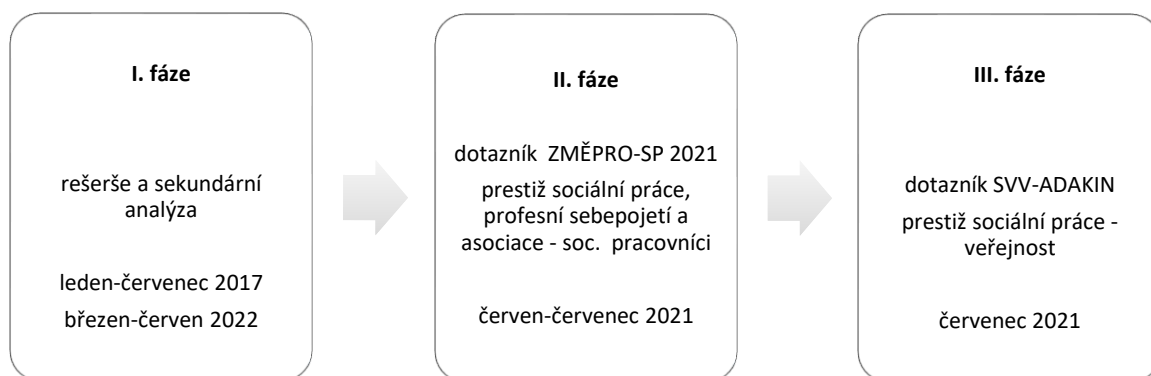 I. fáze
rešerše a sekundární
analýza
leden-červenec 2017
březen-červen 2022
II. fáze
dotazník ZMĚPRO-SP 2021
prestiž sociální práce,
profesní sebepojetí a
asociace - soc. pracovníci
červen-červenec 2021
III. fáze
dotazník SVV-ADAKIN
prestiž sociální práce -
veřejnost
červenec 2021